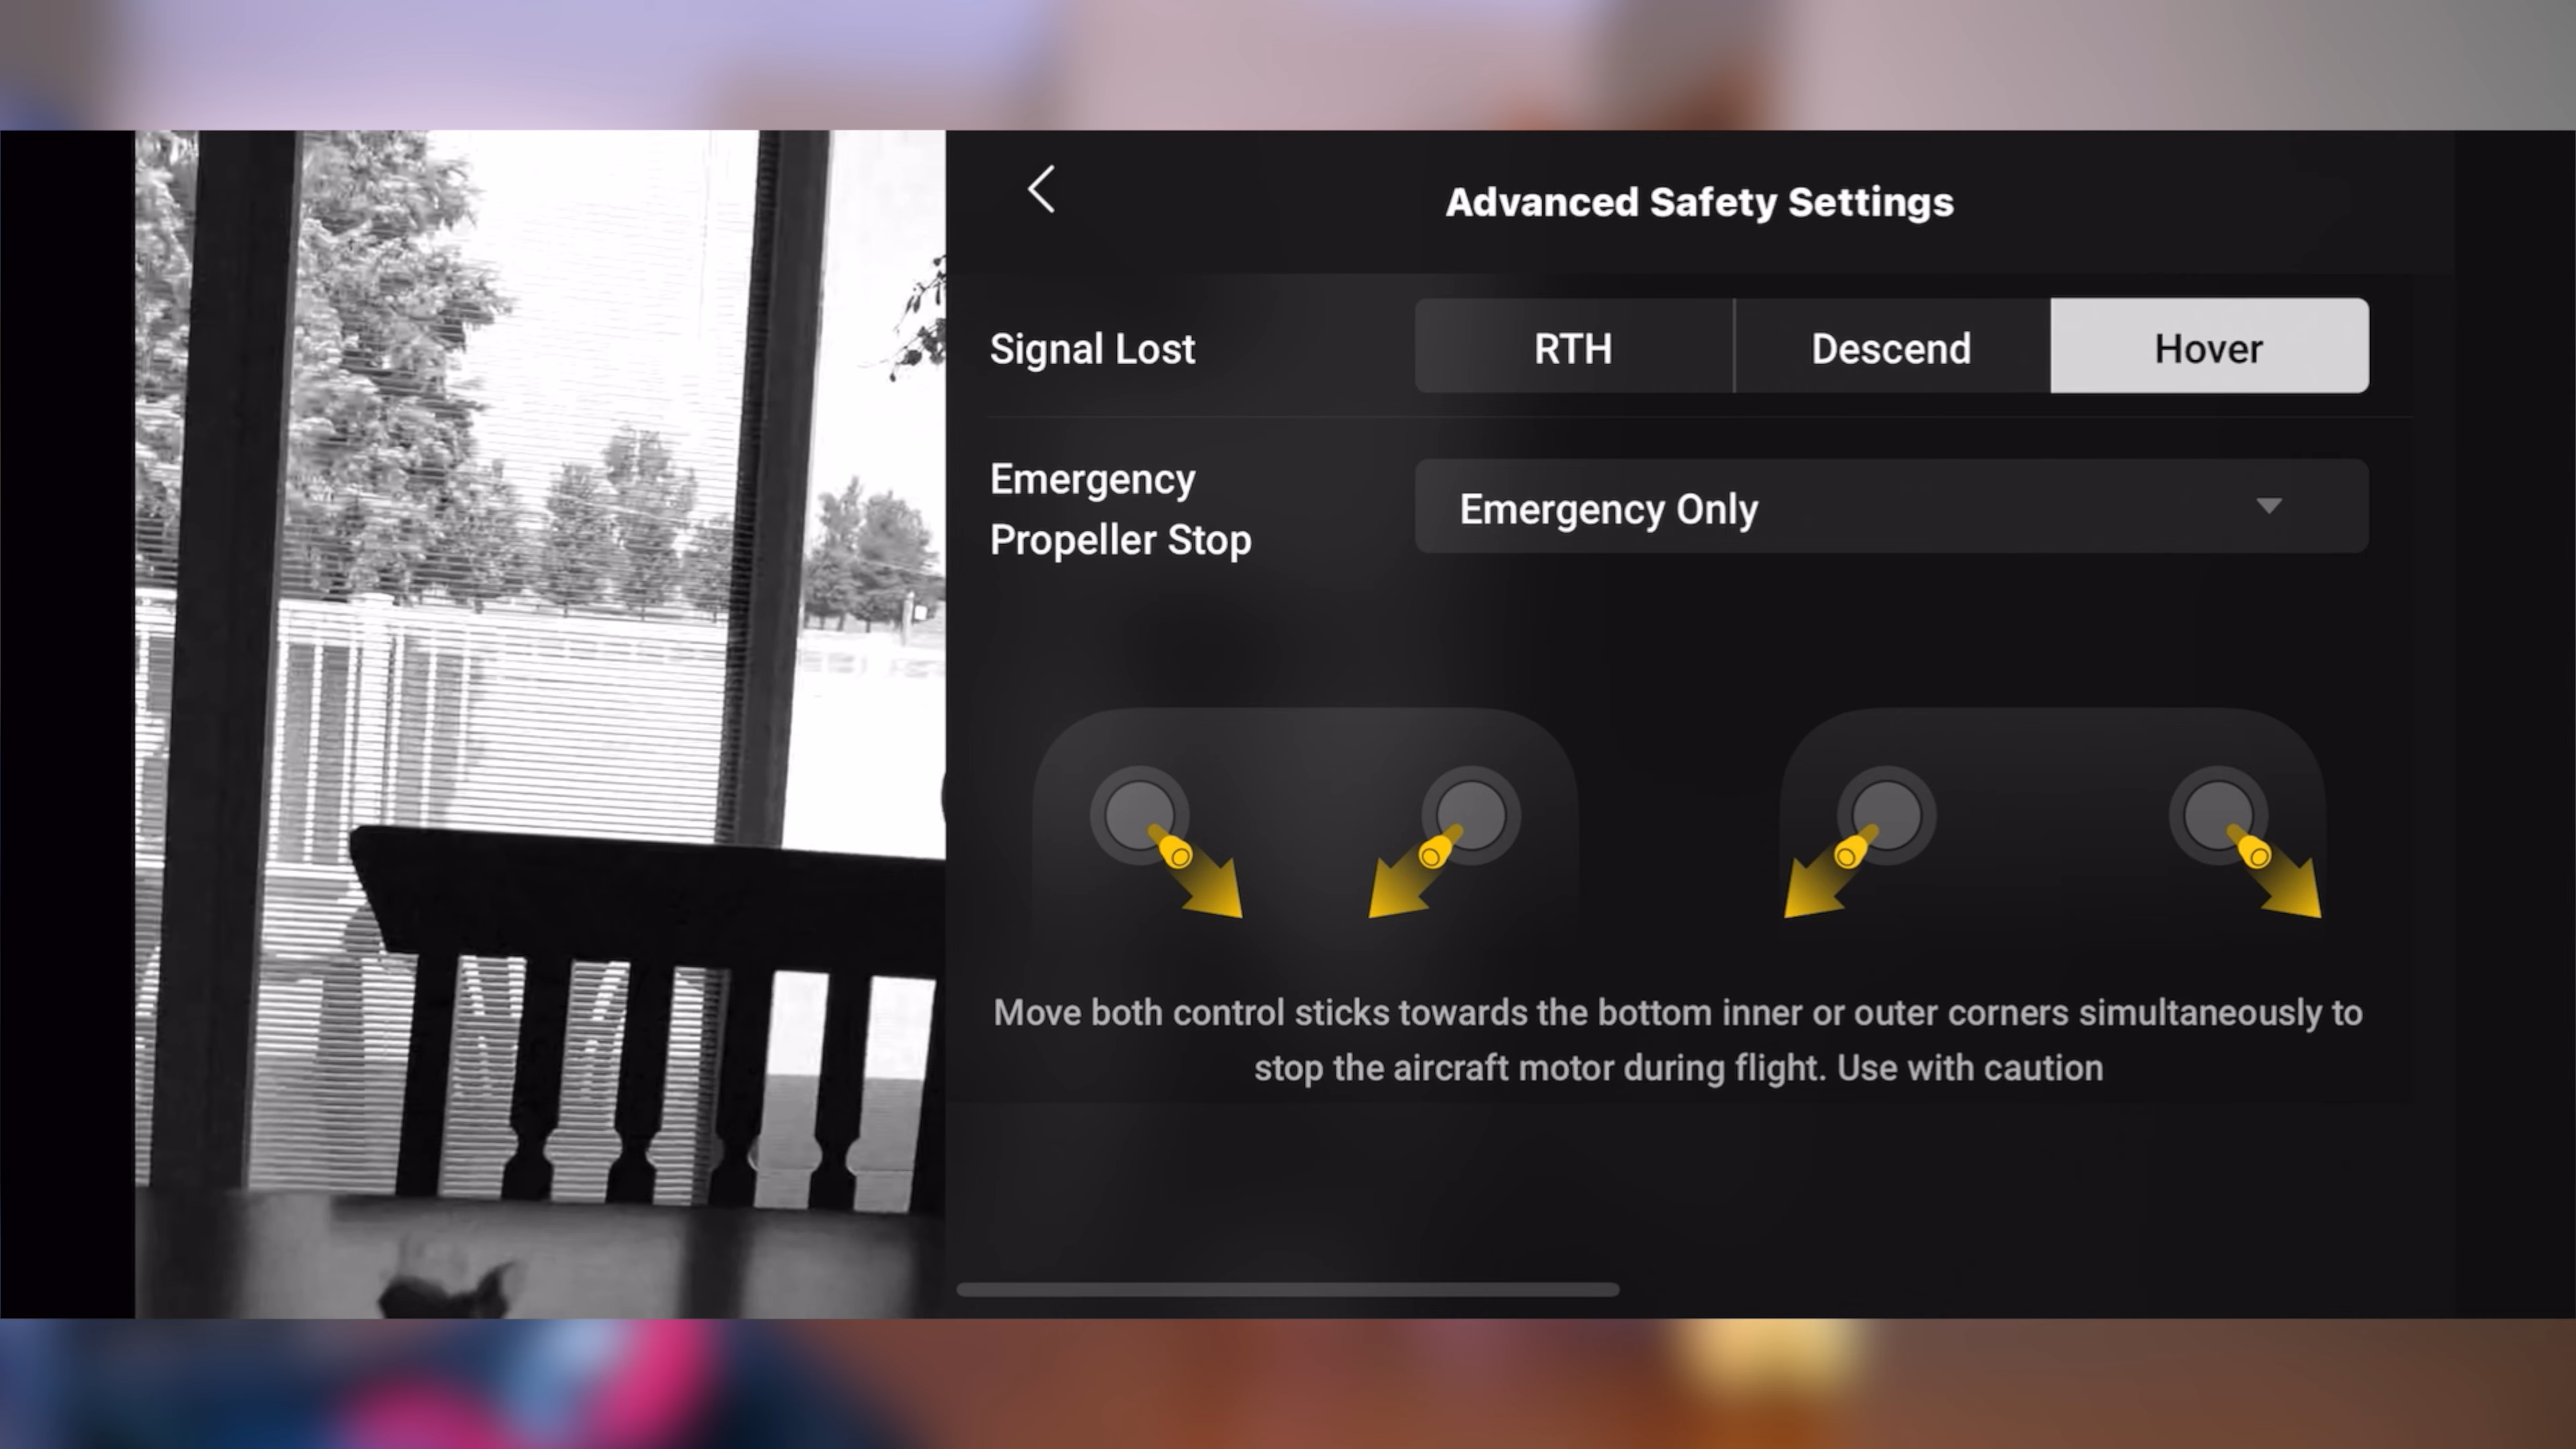 Advanced Safety Settings
Signal Lost
RTH
Descend
Hover
Emergency
Propeller Stop
Emergency Only
Move both control sticks towards the bottom inner or outer corners simultaneously to
stop the aircraft motor during flight. Use with caution